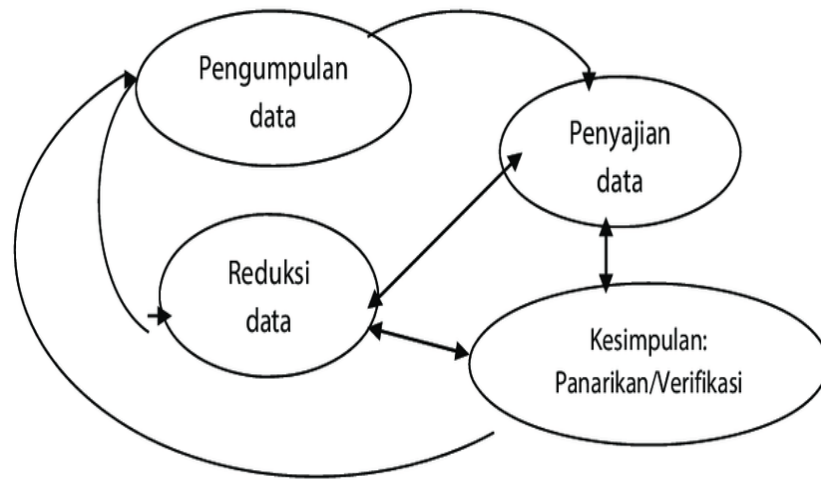 Pengumpulan
data
Penyajian
data
Reduksi
data
Kesimpulan:
Panarikan/Verifikasi